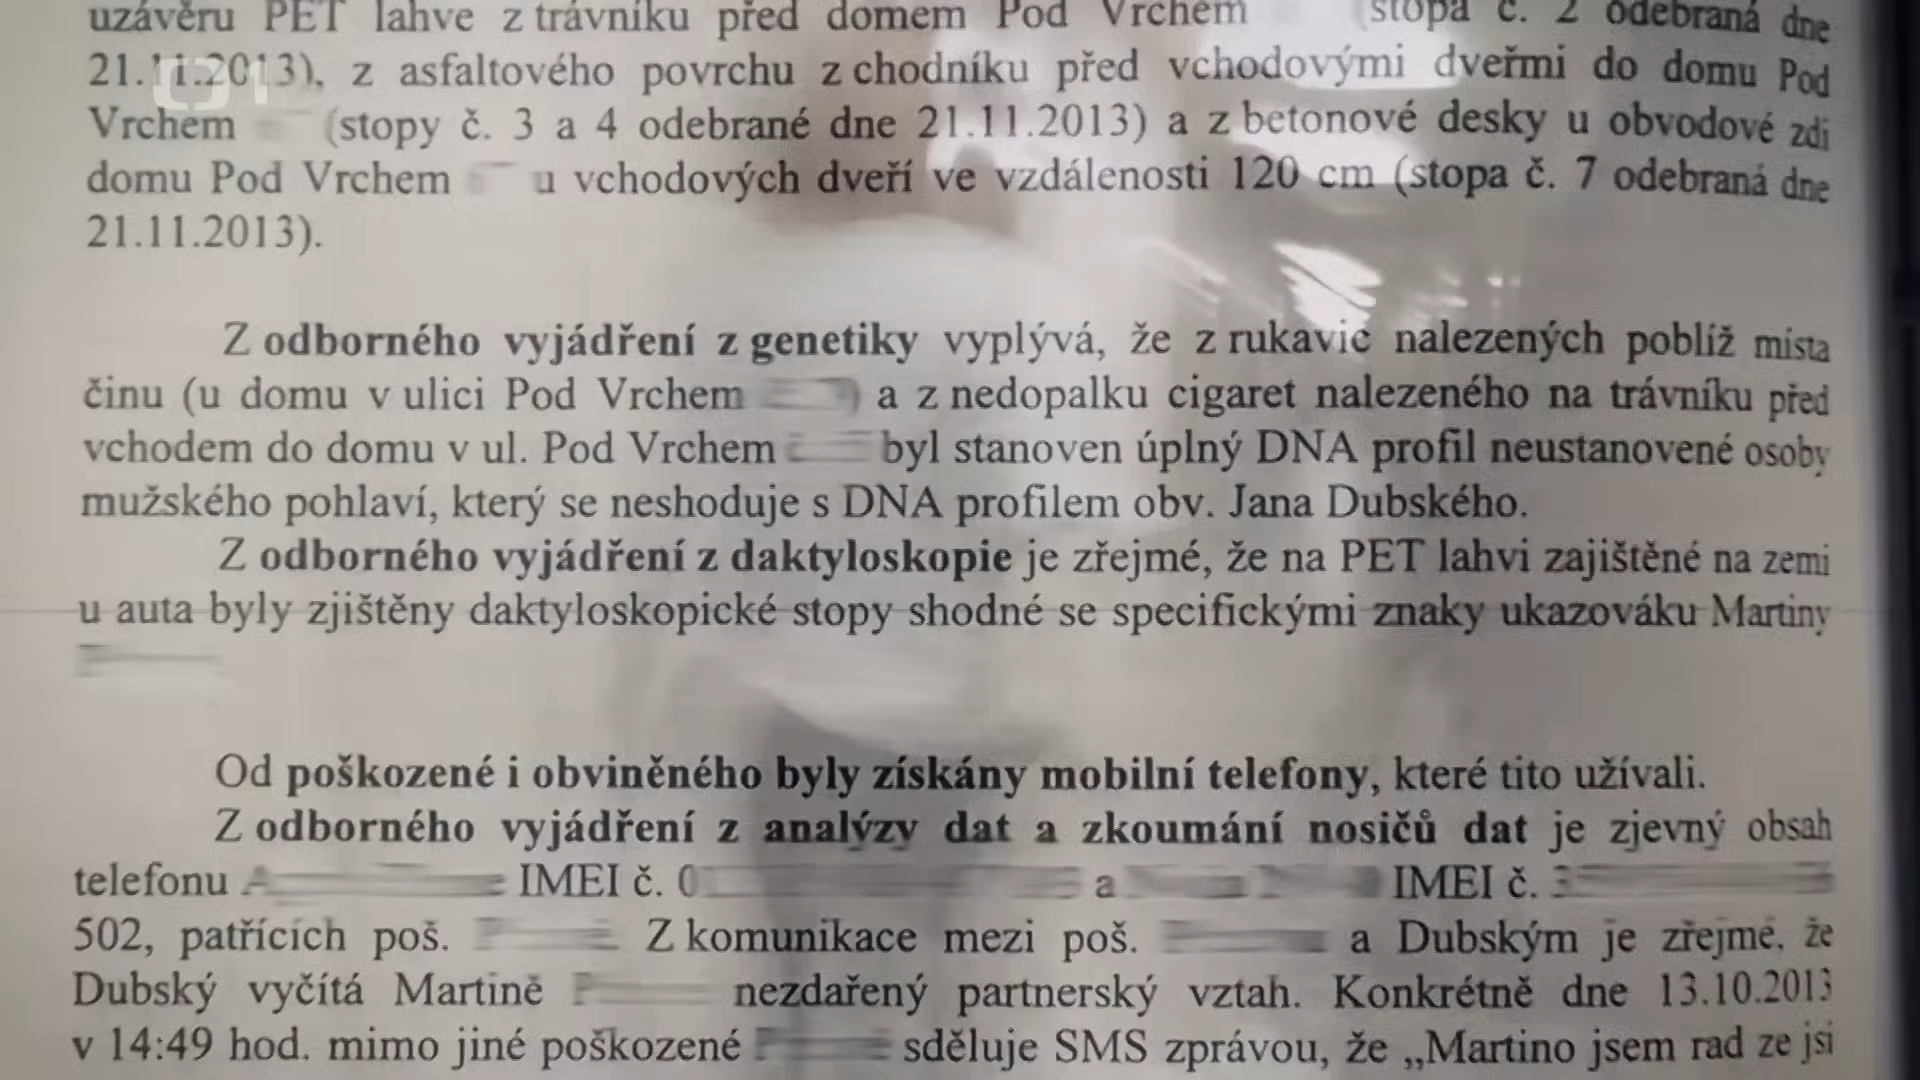 uzávěru PET lahve z trávníku před domem Pod Vrchem (stopa č. 2 odebraná dne
21.11.2013), z asfaltového povrchu z chodníku před vchodovými dveřmi do domu Pod
Vrchem (stopy č. 3 a 4 odebrané dne 21.11.2013) a z betonové desky u obvodové zdi
domu Pod Vrchem u vchodových dveří ve vzdálenosti 120 cm (stopa č. 7 odebraná dne
21.11.2013).
Z odborného vyjádření z genetiky vyplývá, že z rukavic nalezených poblíž místa
činu (u domu v ulici Pod Vrchem ) a z nedopalku cigaret nalezeného na trávníku před
vchodem do domu v ul. Pod Vrchem byl stanoven úplný DNA profil neustanovené osoby
mužského pohlaví, který se neshoduje s DNA profilem obv. Jana Dubského.
Z odborného vyjádření z daktyloskopie je zřejmé, že na PET lahvi zajištěné na zemi
u auta byly zjištěny daktyloskopické stopy shodné se specifickými znaky ukazováku Martiny
Od poškozené i obviněného byly získány mobilní telefony, které tito užívali.
Z odborného vyjádření z analýzy dat a zkoumání nosičů dat je zjevný obsah
telefonu IMEI č. 0 a IMEI č.
502, patřících poš. Z komunikace mezi poš. a Dubským je zřejmé, že
Dubský vyčítá Martině nezdařený partnerský vztah. Konkrétně dne 13.10.2013
v 14:49 hod. mimo jiné poškozené sděluje SMS zprávou, že „Martino jsem rad ze jsi